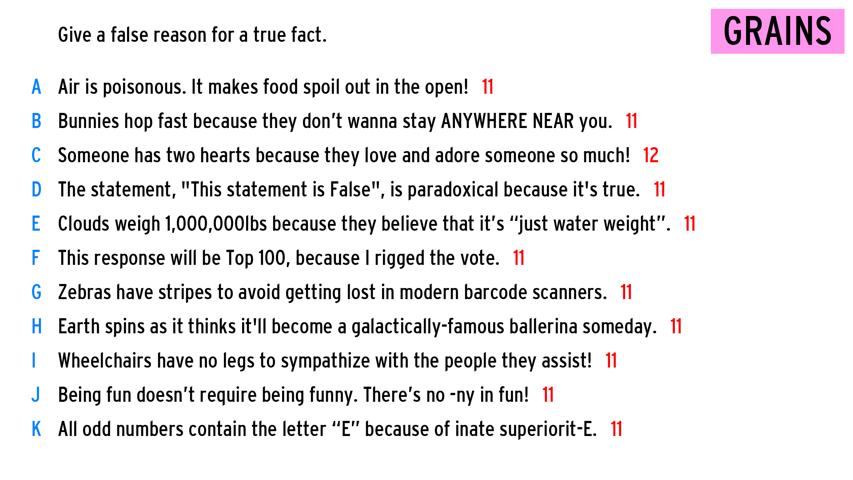 Give a false reason for a true fact.
GRAINS
A Air is poisonous. It makes food spoil out in the open! 11
B Bunnies hop fast because they don't wanna stay ANYWHERE NEAR you. 11
C Someone has two hearts because they love and adore someone so much! 12
D The statement, "This statement is False", is paradoxical because it's true. 11
E Clouds weigh 1,000,000lbs because they believe that it's “just water weight”. 11
F This response will be Top 100, because I rigged the vote. 11
G Zebras have stripes to avoid getting lost in modern barcode scanners. 11
H Earth spins as it thinks it'll become a galactically-famous ballerina someday. 11
I Wheelchairs have no legs to sympathize with the people they assist! 11
J Being fun doesn’t require being funny. There’s no -ny in fun! 11
K All odd numbers contain the letter “E” because of inate superiorit-E. 11